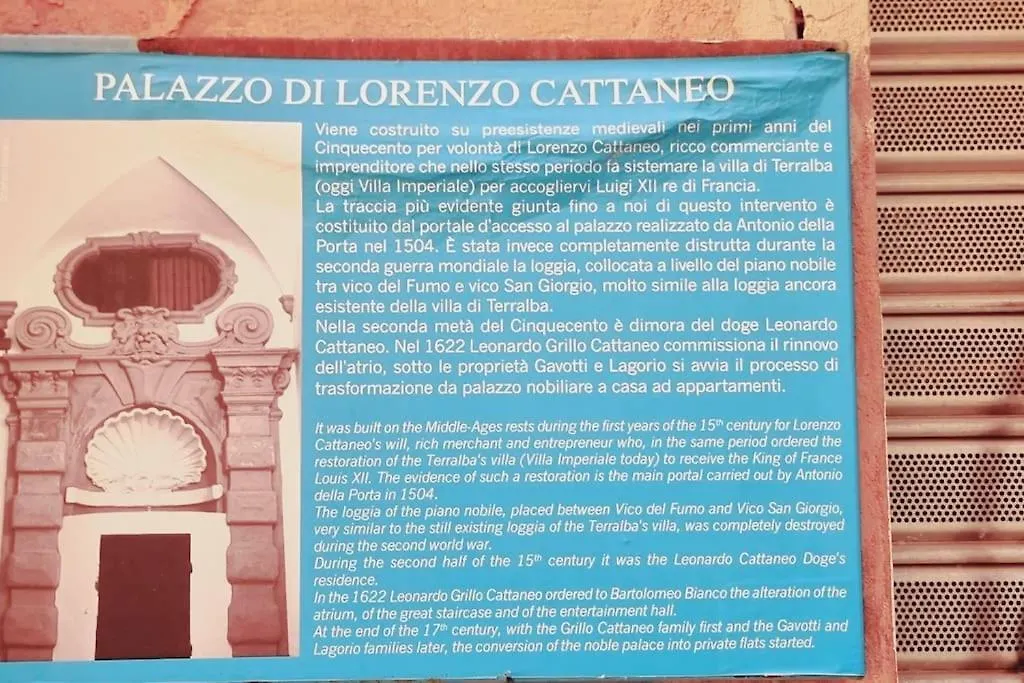 PALAZZO DI LORENZO CATTANEO
Viene costruito su preesistenze medievali nei primi anni del
Cinquecento per volontà di Lorenzo Cattaneo, ricco commerciante e
imprenditore che nello stesso periodo fa sistemare la villa di Terralba
(oggi Villa Imperiale) per accogliervi Luigi XII re di Francia.
La traccia più evidente giunta fino a noi di questo intervento è
costituito dal portale d'accesso al palazzo realizzato da Antonio della
Porta nel 1504. È stata invece completamente distrutta durante la
seconda guerra mondiale la loggia, collocata a livello del piano nobile
tra vico del Fumo e vico San Giorgio, molto simile alla loggia ancora
esistente della villa di Terralba.
Nella seconda metà del Cinquecento è dimora del doge Leonardo
Cattaneo. Nel 1622 Leonardo Grillo Cattaneo commissiona il rinnovo
dell'atrio, sotto le proprietà Gavotti e Lagorio si avvia il processo di
trasformazione da palazzo nobiliare a casa ad appartamenti.
It was built on the Middle-Ages rests during the first years of the 15th century for Lorenzo
Cattaneo's will, rich merchant and entrepreneur who, in the same period ordered the
restoration of the Terralba's villa (Villa Imperiale today) to receive the King of France
Louis XII. The evidence of such a restoration is the main portal carried out by Antonio
della Porta in 1504.
The loggia of the piano nobile, placed between Vico del Fumo and Vico San Giorgio,
very similar to the still existing loggia of the Terralba's villa, was completely destroyed
during the second world war.
During the second half of the 15th century it was the Leonardo Cattaneo Doge's
residence.
In the 1622 Leonardo Grillo Cattaneo ordered to Bartolomeo Bianco the alteration of the
atrium, of the great staircase and of the entertainment hall.
At the end of the 17th century, with the Grillo Cattaneo family first and the Gavotti and
Lagorio families later, the conversion of the noble palace into private flats started.